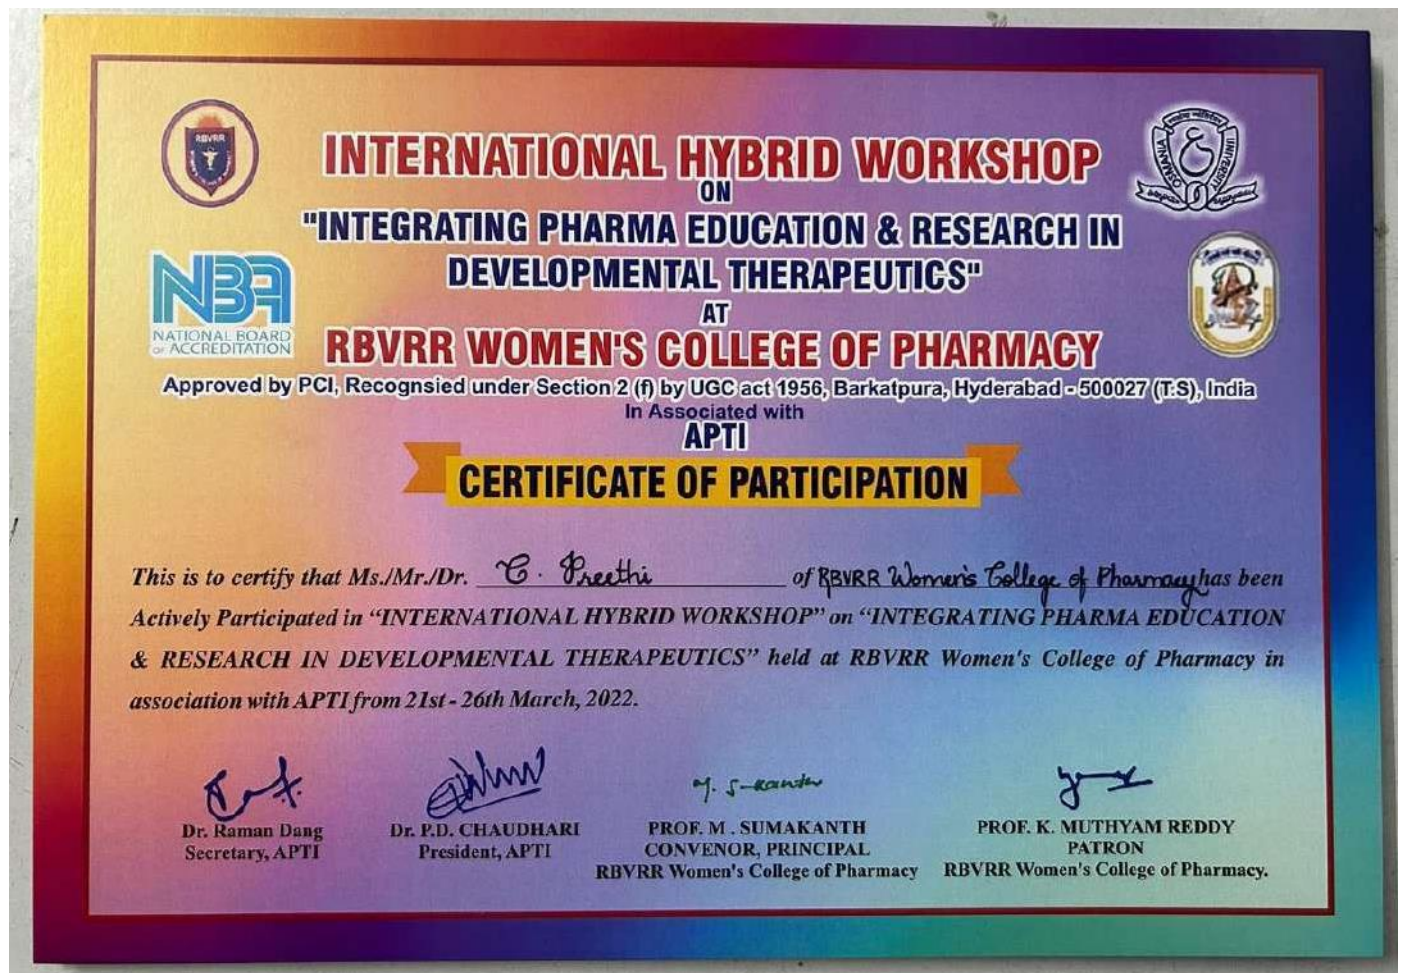 RBVRR
INTERNATIONAL HYBRID WORKSHOP
ON
"INTEGRATING PHARMA EDUCATION & RESEARCH IN
DEVELOPMENTAL THERAPEUTICS"
AT
RBVRR WOMEN'S COLLEGE OF PHARMACY
OSMANIA UNIVERSITY
NBA
NATIONAL BOARD
OF ACCREDITATION
Approved by PCI, Recognsied under Section 2 (f) by UGC act 1956, Barkatpura, Hyderabad - 500027 (T.S), India
In Associated with
APTI
CERTIFICATE OF PARTICIPATION
This is to certify that Ms./Mr./Dr. C. Preethi of RBVRR Women's College of Pharmacy has been
Actively Participated in “INTERNATIONAL HYBRID WORKSHOP” on “INTEGRATING PHARMA EDUCATION
& RESEARCH IN DEVELOPMENTAL THERAPEUTICS” held at RBVRR Women's College of Pharmacy in
association with APTI from 21st - 26th March, 2022.
Dr. Raman Dang
Secretary, APTI
Dr. P.D. CHAUDHARI
President, APTI
M. S-kanth
PROF. M . SUMAKANTH
CONVENOR, PRINCIPAL
RBVRR Women's College of Pharmacy
PROF. K. MUTHYAM REDDY
PATRON
RBVRR Women's College of Pharmacy.